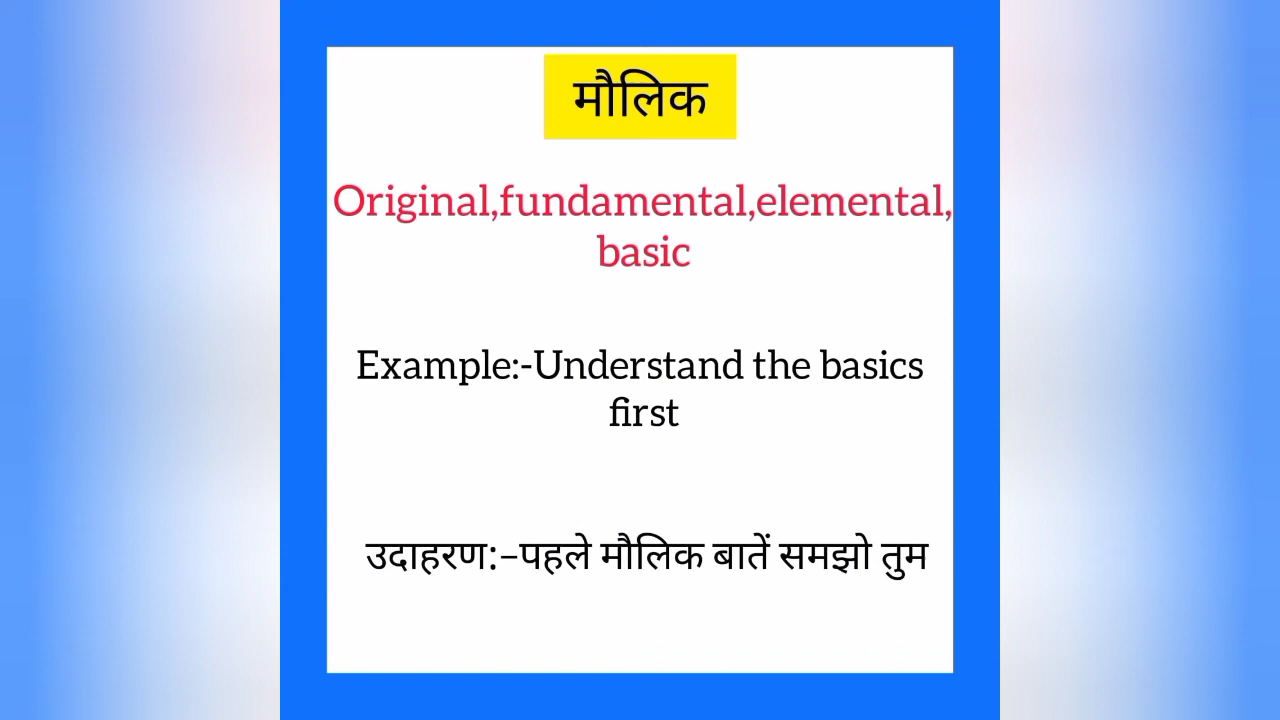 मौलिक
Original,fundamental,elemental,
basic
Example:-Understand the basics
first
उदाहरण:–पहले मौलिक बातें समझो तुम